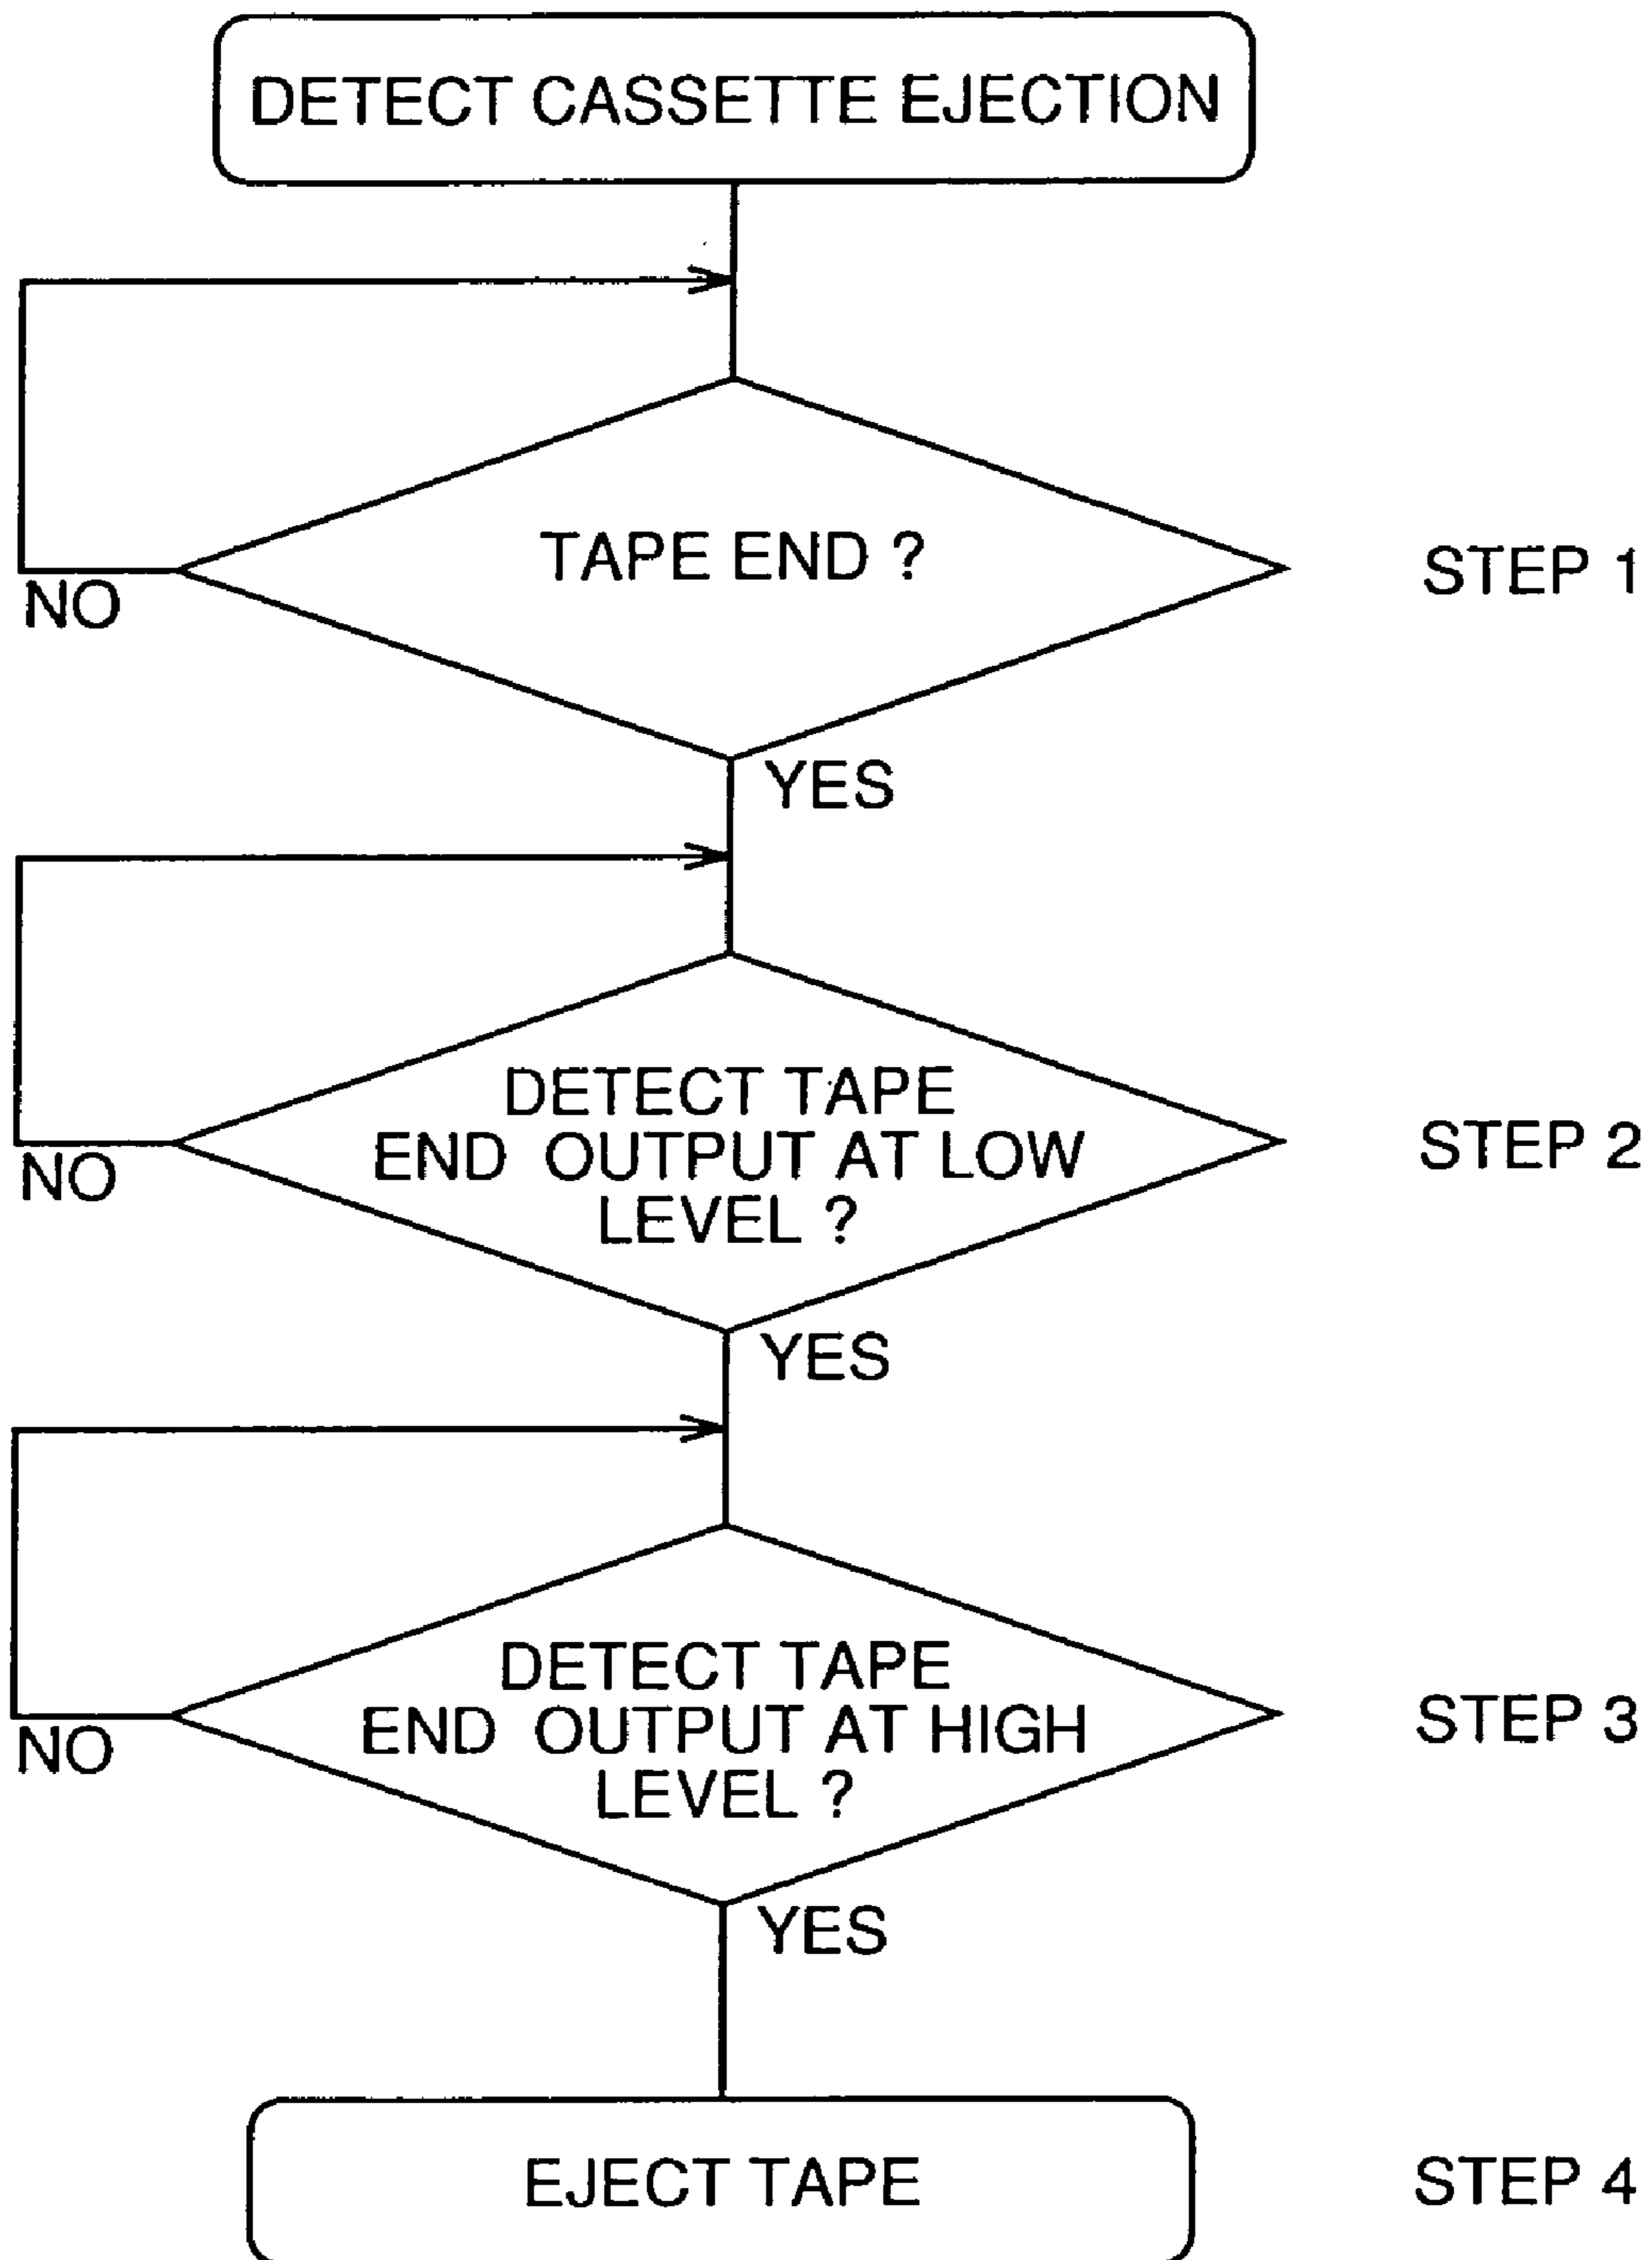 DETECT CASSETTE EJECTION
TAPE END ?
STEP 1
NO
YES
DETECT TAPE
END OUTPUT AT LOW
LEVEL ?
STEP 2
NO
YES
DETECT TAPE
END OUTPUT AT HIGH
LEVEL ?
STEP 3
NO
YES
EJECT TAPE
STEP 4